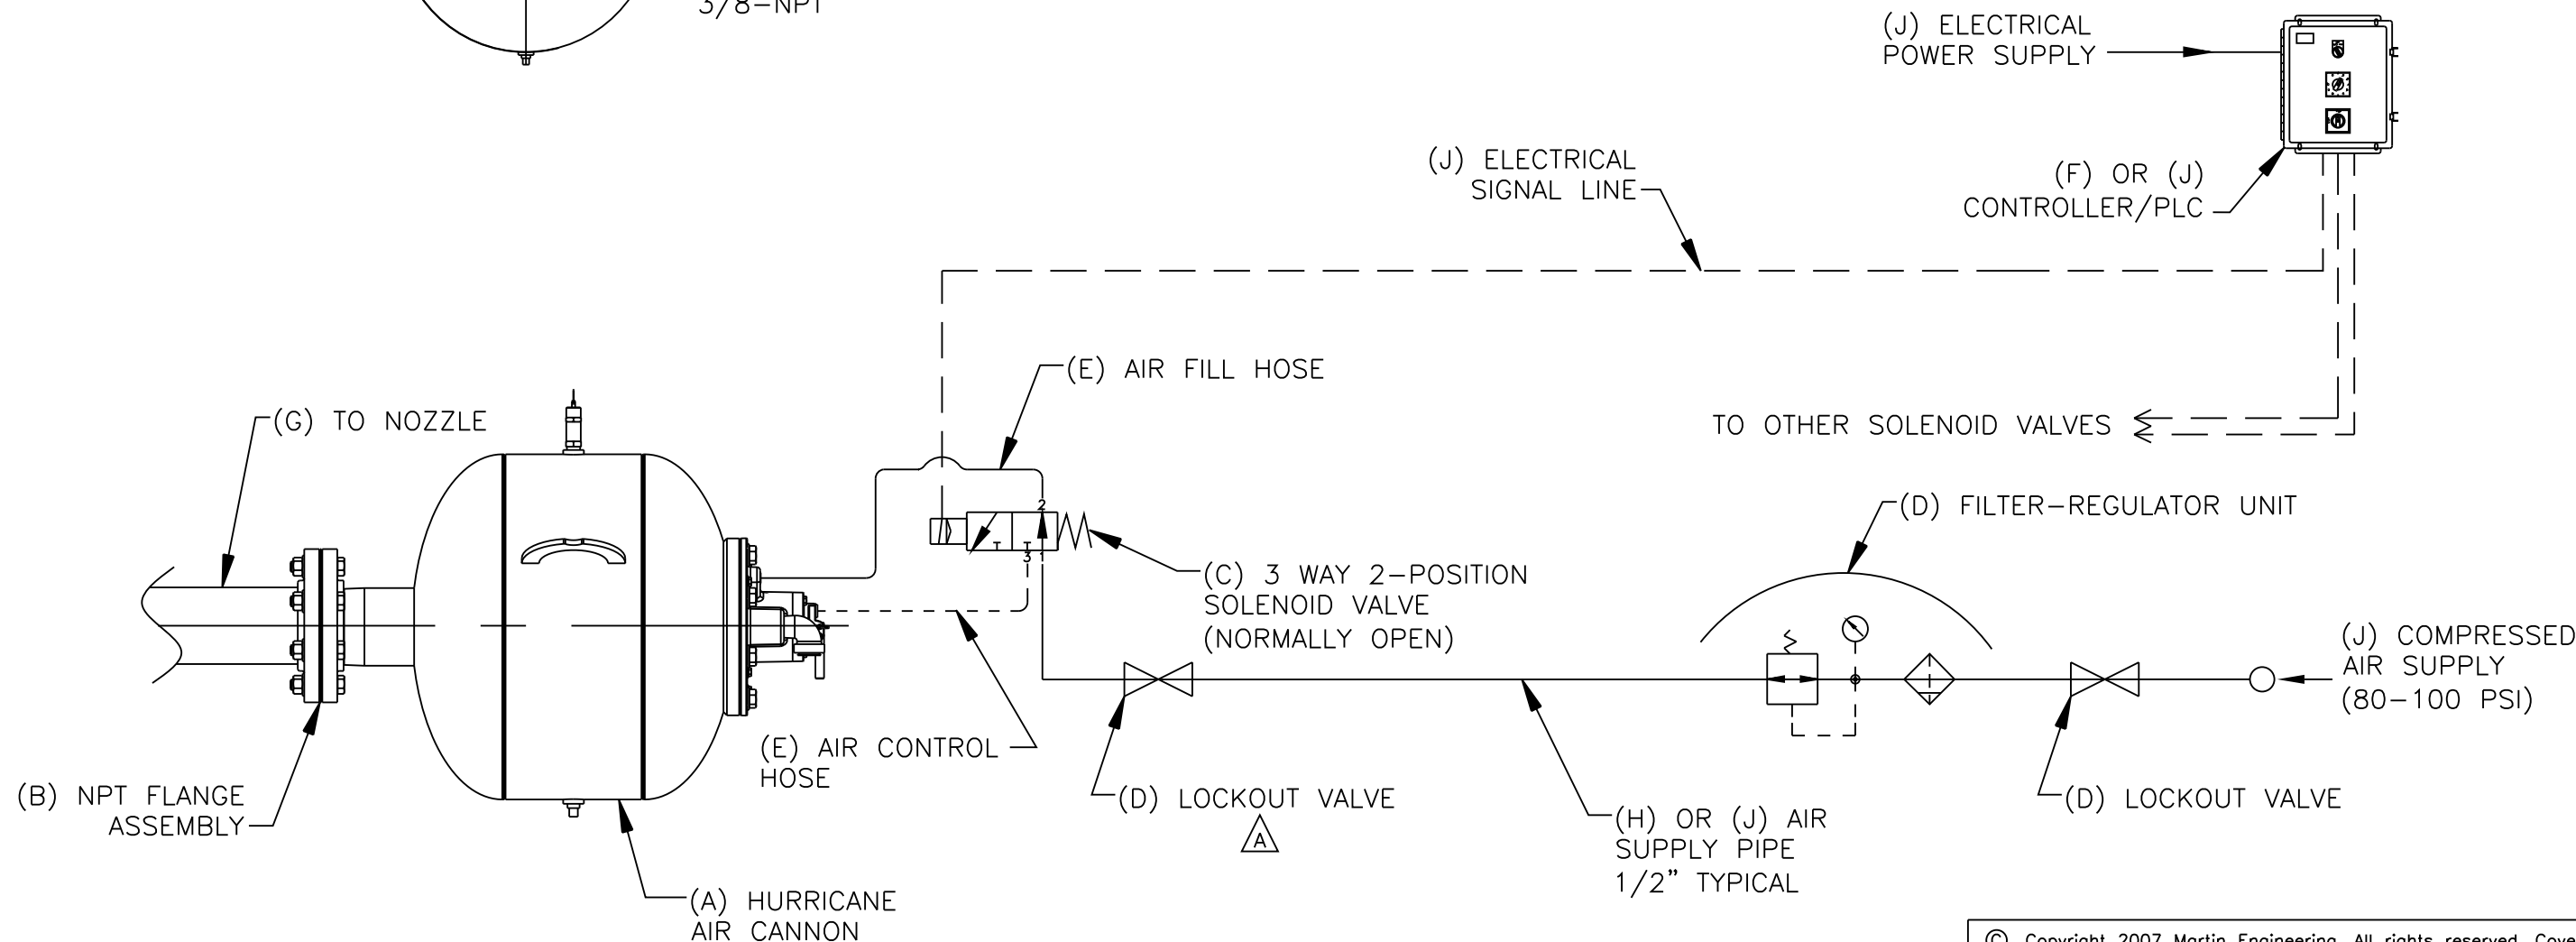 3/8-NPT
(J) ELECTRICAL
POWER SUPPLY
(J) ELECTRICAL
SIGNAL LINE
(F) OR (J)
CONTROLLER/PLC
(E) AIR FILL HOSE
(G) TO NOZZLE
TO OTHER SOLENOID VALVES
2
3
1
(D) FILTER-REGULATOR UNIT
(C) 3 WAY 2-POSITION
SOLENOID VALVE
(NORMALLY OPEN)
(J) COMPRESSED
AIR SUPPLY
(80-100 PSI)
(E) AIR CONTROL
HOSE
(B) NPT FLANGE
ASSEMBLY
(D) LOCKOUT VALVE
A
(D) LOCKOUT VALVE
(H) OR (J) AIR
SUPPLY PIPE
1/2" TYPICAL
(A) HURRICANE
AIR CANNON
© Copyright 2007 Martin Engineering. All rights reserved.